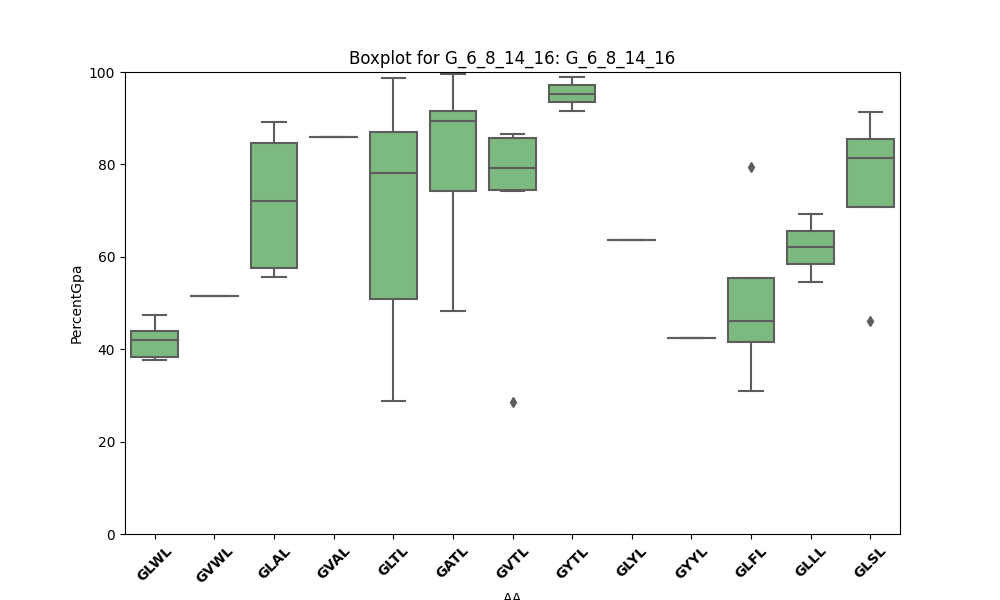 Boxplot for G_6_8_14_16: G_6_8_14_16
100
80
60
40
20
0
PercentGpa
GLWL GVWL GLAL GVAL GLTL GATL GVTL GYTL GLYL GYYL GLFL GLLL GLSL
AA